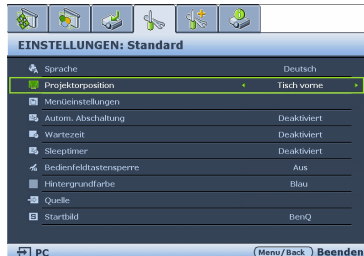 EINSTELLUNGEN: Standard
Sprache Deutsch
Projektorposition Tisch vorne
Menüeinstellungen
Autom. Abschaltung Deaktiviert
Wartezeit Deaktiviert
Sleeptimer Deaktiviert
Bedienfeldtastensperre Aus
Hintergrundfarbe Blau
Quelle
Startbild BenQ
PC Menu/Back Beenden